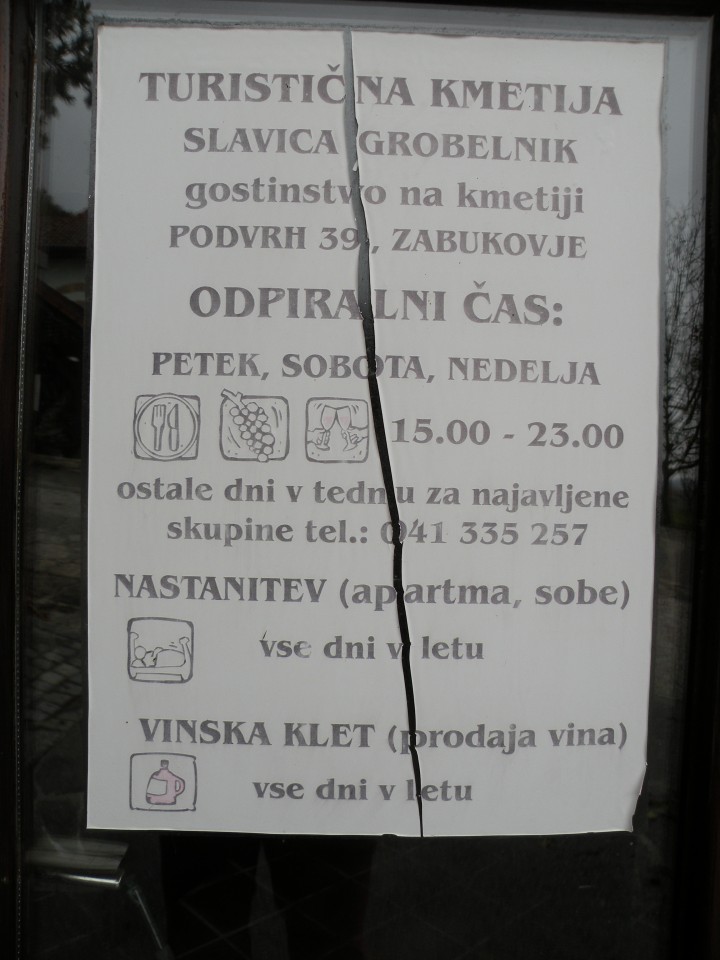 TURISTIČNA KMETIJA
SLAVICA GROBELNIK
gostinstvo na kmetiji
PODVRH 39, ZABUKOVJE
ODPIRALNI ČAS:
PETEK, SOBOTA, NEDELJA
15.00 - 23.00
ostale dni v tednu za najavljene
skupine tel.: 041 335 257
NASTANITEV (apartma, sobe)
vse dni v letu
VINSKA KLET (prodaja vina)
vse dni v letu